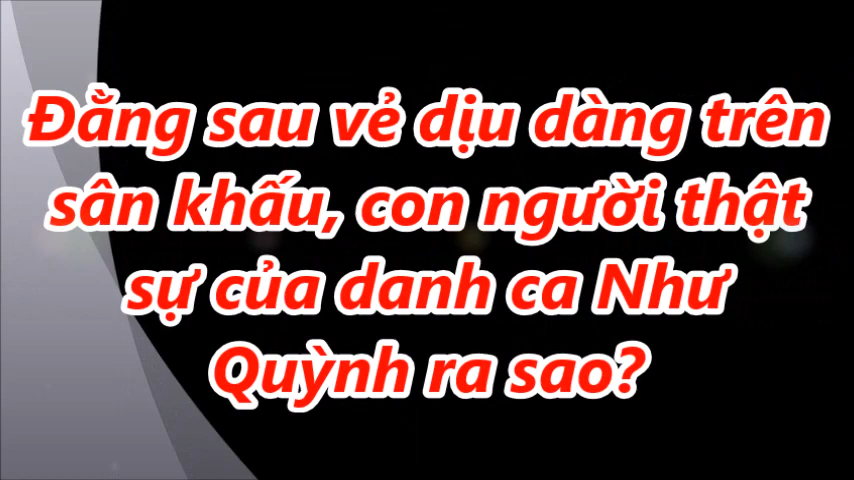 Đằng sau vẻ dịu dàng trên
sân khấu, con người thật
sự của danh ca Như
Quỳnh ra sao?